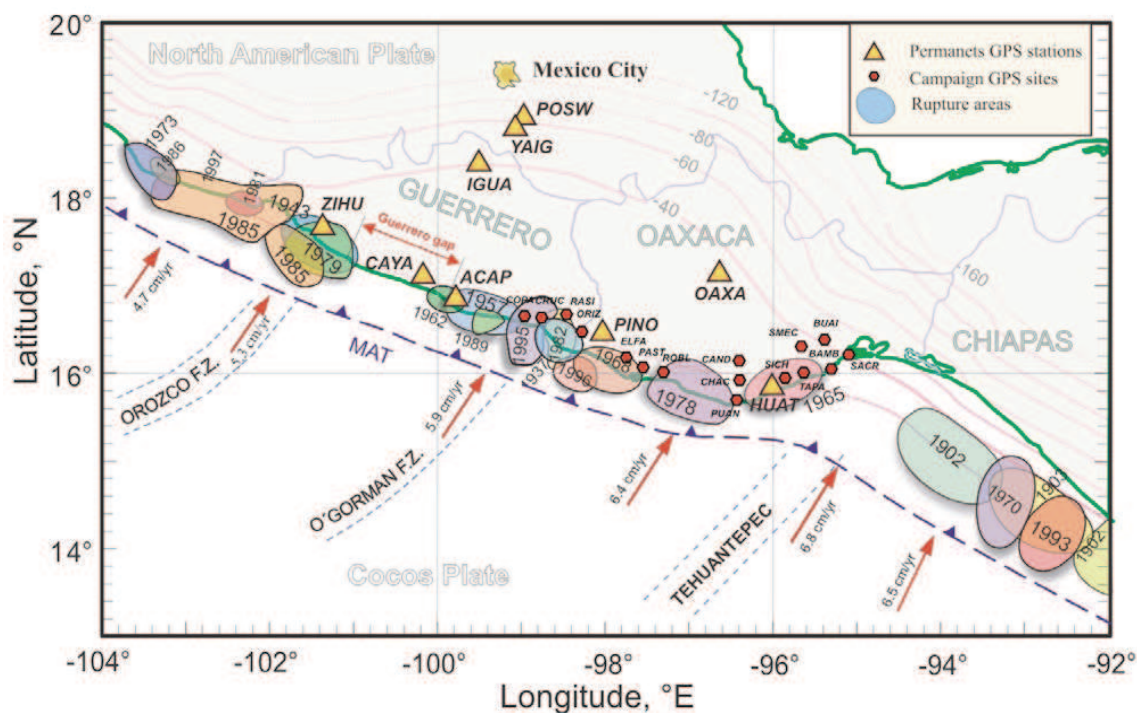 20°
18°
16°
14°
Latitude, °N
-104°
-102°
-100°
-98°
-96°
-94°
-92°
Longitude, °E
North American Plate
Mexico City
Permanets GPS stations
Campaign GPS sites
Rupture areas
POSW
YAIG
IGUA
-120
-80
-60
-40
-160
GUERRERO
OAXACA
CHIAPAS
1973
1986
1997
1981
1943
1985
ZIHU
1979
1985
Guerrero gap
CAYA
ACAP
1962
1957
1989
COPA
CRUC
RASI
ORIZ
1995
1982
1937
1996
1968
PINO
ELFA
PAST
ROBL
OAXA
1978
CAND
CHAC
PUAN
HUAT
SMEC
BUAI
SICH
BAMB
TAPA
SACR
1965
1902
1970
1903
1993
1902
MAT
4.7 cm/yr
5.3 cm/yr
5.9 cm/yr
6.4 cm/yr
6.8 cm/yr
6.5 cm/yr
OROZCO F.Z.
O´GORMAN F.Z.
TEHUANTEPEC
Cocos Plate